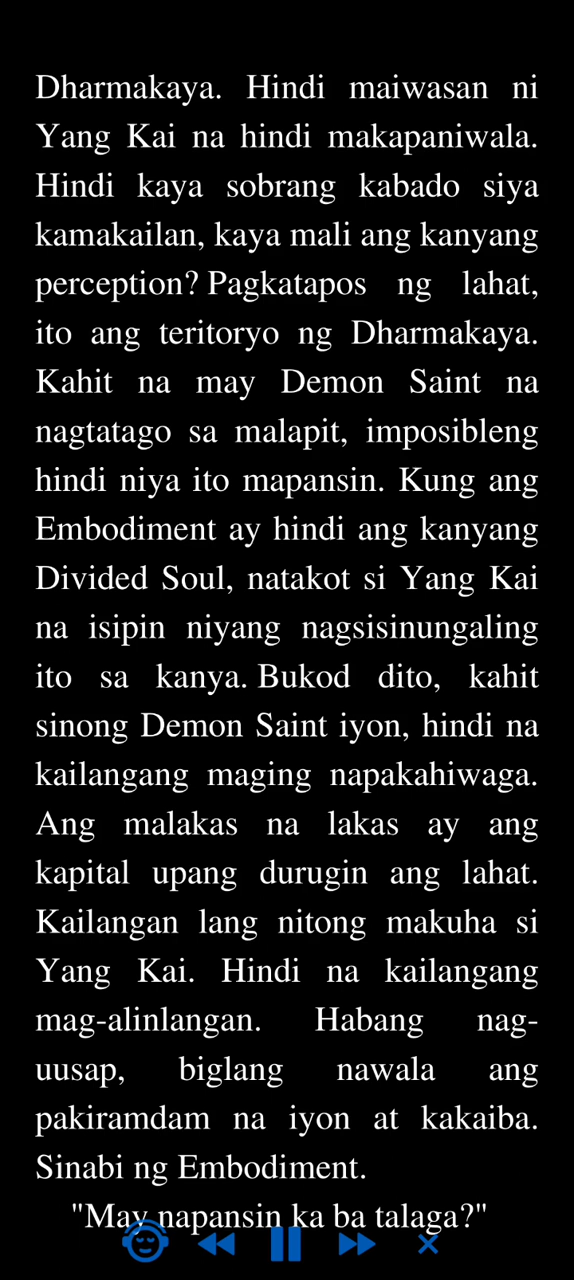 Dharmakaya. Hindi maiwasan ni
Yang Kai na hindi makapaniwala.
Hindi kaya sobrang kabado siya
kamakailan, kaya mali ang kanyang
perception? Pagkatapos ng lahat,
ito ang teritoryo ng Dharmakaya.
Kahit na may Demon Saint na
nagtatago sa malapit, imposibleng
hindi niya ito mapansin. Kung ang
Embodiment ay hindi ang kanyang
Divided Soul, natakot si Yang Kai
na isipin niyang nagsisinungaling
ito sa kanya. Bukod dito, kahit
sinong Demon Saint iyon, hindi na
kailangang maging napakahiwaga.
Ang malakas na lakas ay ang
kapital upang durugin ang lahat.
Kailangan lang nitong makuha si
Yang Kai. Hindi na kailangang
mag-alinlangan. Habang nag-
uusap, biglang nawala ang
pakiramdam na iyon at kakaiba.
Sinabi ng Embodiment.
"May napansin ka ba talaga?"